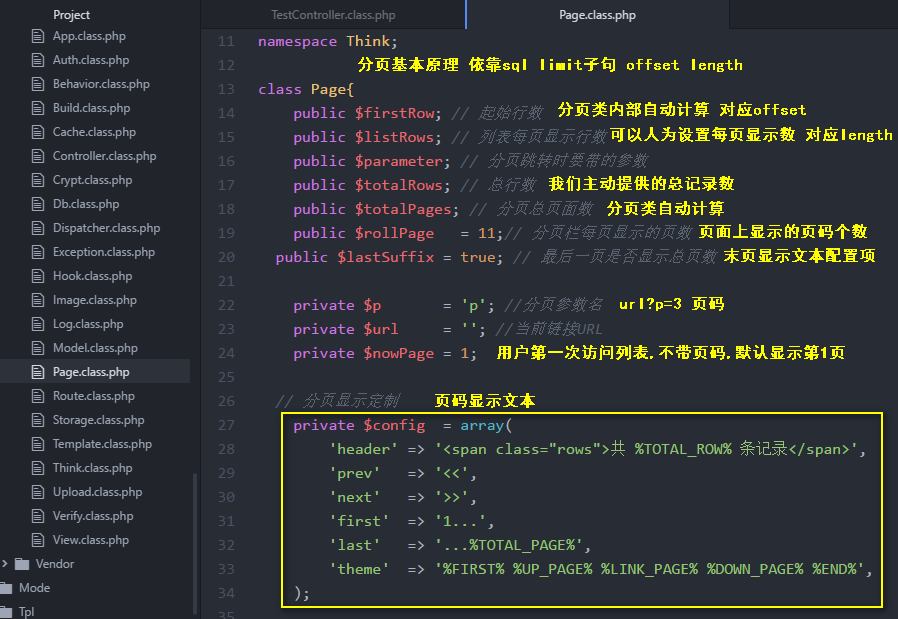 Project
App.class.php
Auth.class.php
Behavior.class.php
Build.class.php
Cache.class.php
Controller.class.php
Crypt.class.php
Db.class.php
Dispatcher.class.php
Exception.class.php
Hook.class.php
Image.class.php
Log.class.php
Model.class.php
Page.class.php
Route.class.php
Storage.class.php
Template.class.php
Think.class.php
Upload.class.php
Verify.class.php
View.class.php
Vendor
Mode
Tpl
TestController.class.php
Page.class.php
11 namespace Think;
12 分页基本原理 依靠sql limit子句 offset length
13 class Page{
14 public $firstRow; // 起始行数 分页类内部自动计算 对应offset
15 public $listRows; // 列表每页显示行数 可以人为设置每页显示数 对应length
16 public $parameter; // 分页跳转时要带的参数
17 public $totalRows; // 总行数 我们主动提供的总记录数
18 public $totalPages; // 分页总页面数 分页类自动计算
19 public $rollPage = 11;// 分页栏每页显示的页数 页面上显示的页码个数
20 public $lastSuffix = true; // 最后一页是否显示总页数 末页显示文本配置项
21
22 private $p = 'p'; //分页参数名 url?p=3 页码
23 private $url = ''; //当前链接URL
24 private $nowPage = 1; 用户第一次访问列表,不带页码,默认显示第1页
25
26 // 分页显示定制 页码显示文本
27 private $config = array(
28 'header' => '<span class="rows">共 %TOTAL_ROW% 条记录</span>',
29 'prev' => '<<',
30 'next' => '>>',
31 'first' => '1...',
32 'last' => '...%TOTAL_PAGE%',
33 'theme' => '%FIRST% %UP_PAGE% %LINK_PAGE% %DOWN_PAGE% %END%',
34 );
35